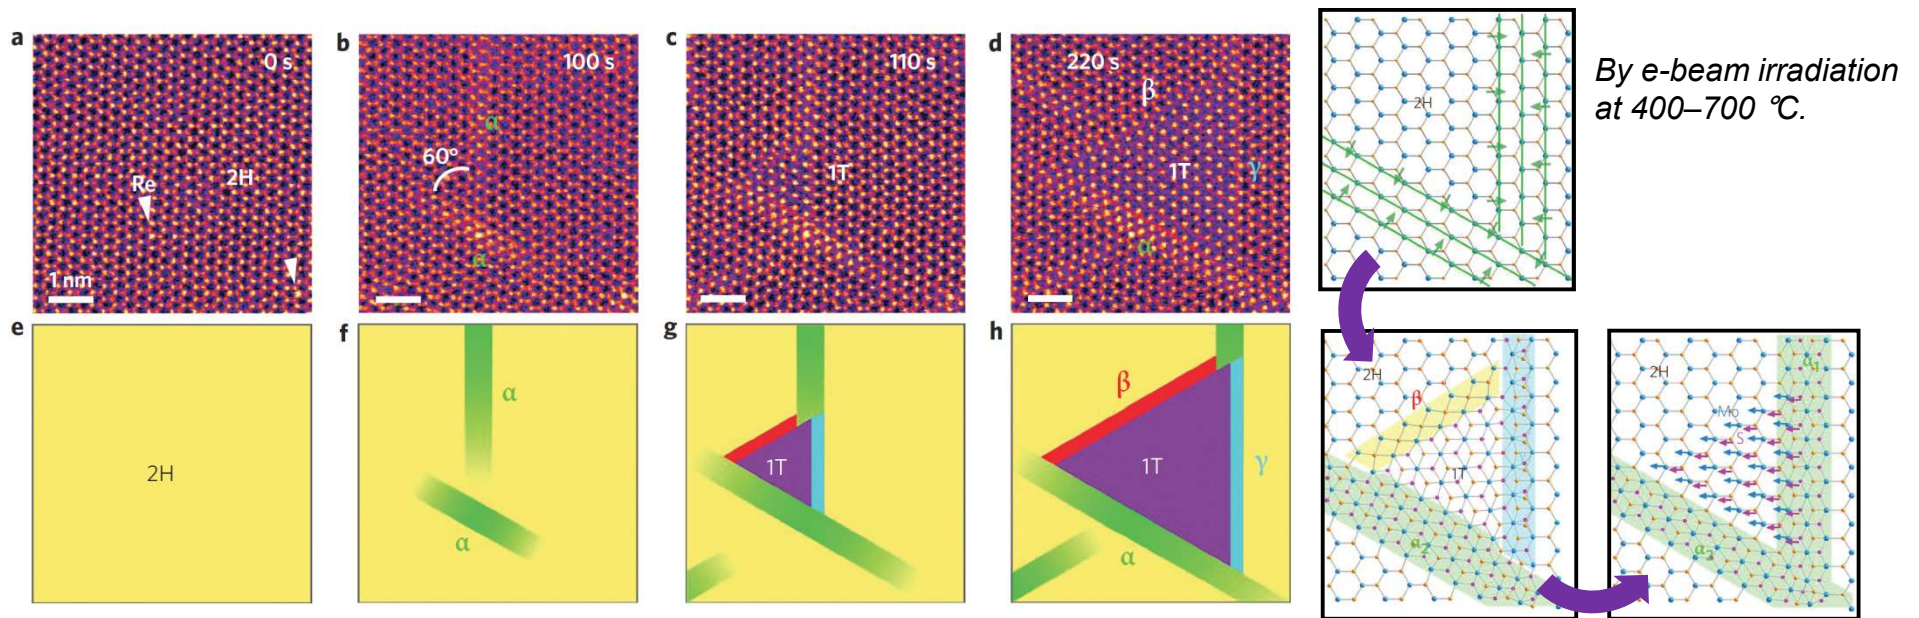 a
0 s
Re
2H
1 nm
b
100 s
α
60°
α
c
110 s
1T
d
220 s
β
1T
γ
α
2H
By e-beam irradiation
at 400–700 ℃.
e
2H
f
α
α
g
1T
h
β
1T
γ
α
2H
β
1T
α2
2H
α1
Mo
S
α2